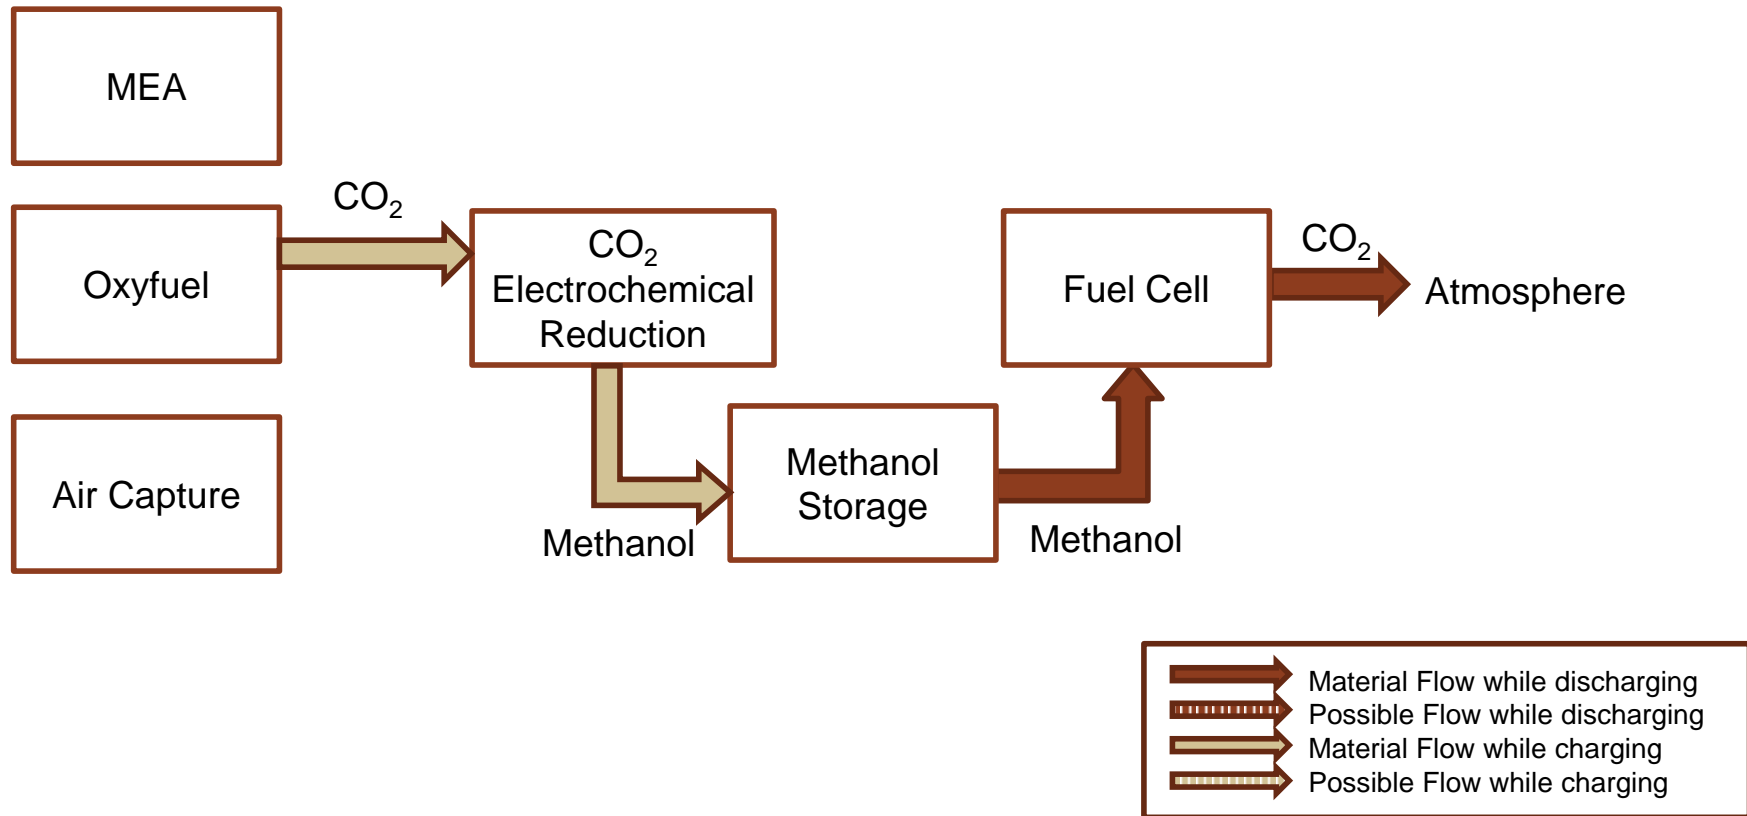 MEA
CO₂
Oxyfuel
CO₂
Electrochemical
Reduction
Fuel Cell
CO₂
Atmosphere
Air Capture
Methanol
Methanol
Storage
Methanol
Material Flow while discharging
Possible Flow while discharging
Material Flow while charging
Possible Flow while charging